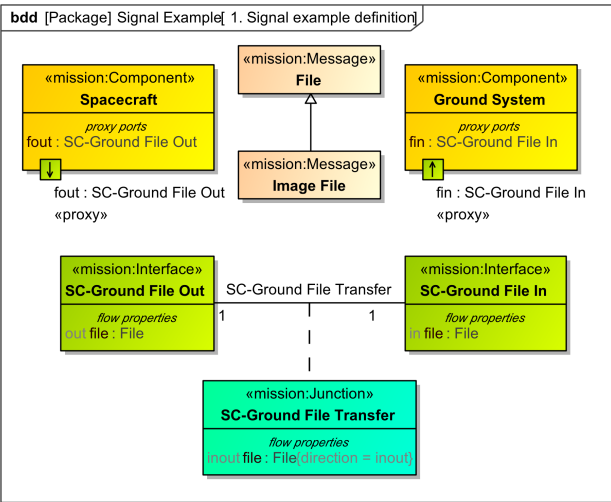 bdd [Package] Signal Example[ 1. Signal example definition]
«mission:Component»
Spacecraft
proxy ports
fout : SC-Ground File Out
fout : SC-Ground File Out
«proxy»
«mission:Message»
File
«mission:Message»
Image File
«mission:Component»
Ground System
proxy ports
fin : SC-Ground File In
fin : SC-Ground File In
«proxy»
«mission:Interface»
SC-Ground File Out
flow properties
out file : File
SC-Ground File Transfer
1
1
«mission:Interface»
SC-Ground File In
flow properties
in file : File
«mission:Junction»
SC-Ground File Transfer
flow properties
inout file : File{direction = inout}